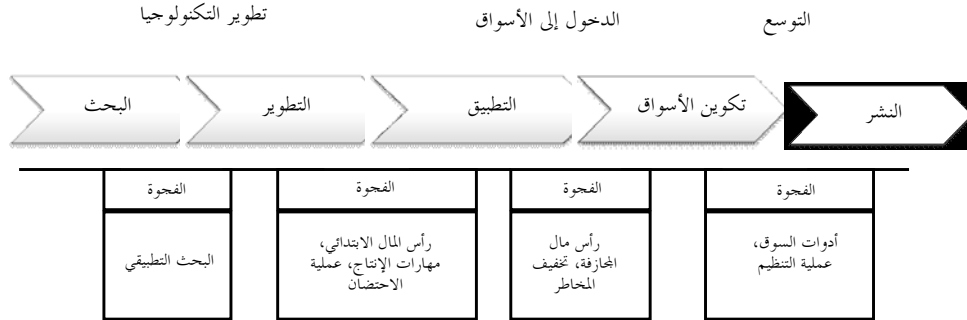 تطوير التكنولوجيا
الدخول إلى الأسواق
التوسع
البحث
التطوير
التطبيق
تكوين الأسواق
النشر
الفجوة
البحث التطبيقي
الفجوة
رأس المال الابتدائي،
مهارات الإنتاج، عملية
الاحتضان
الفجوة
رأس مال
المجازفة، تخفيف
المخاطر
الفجوة
أدوات السوق،
عملية التنظيم